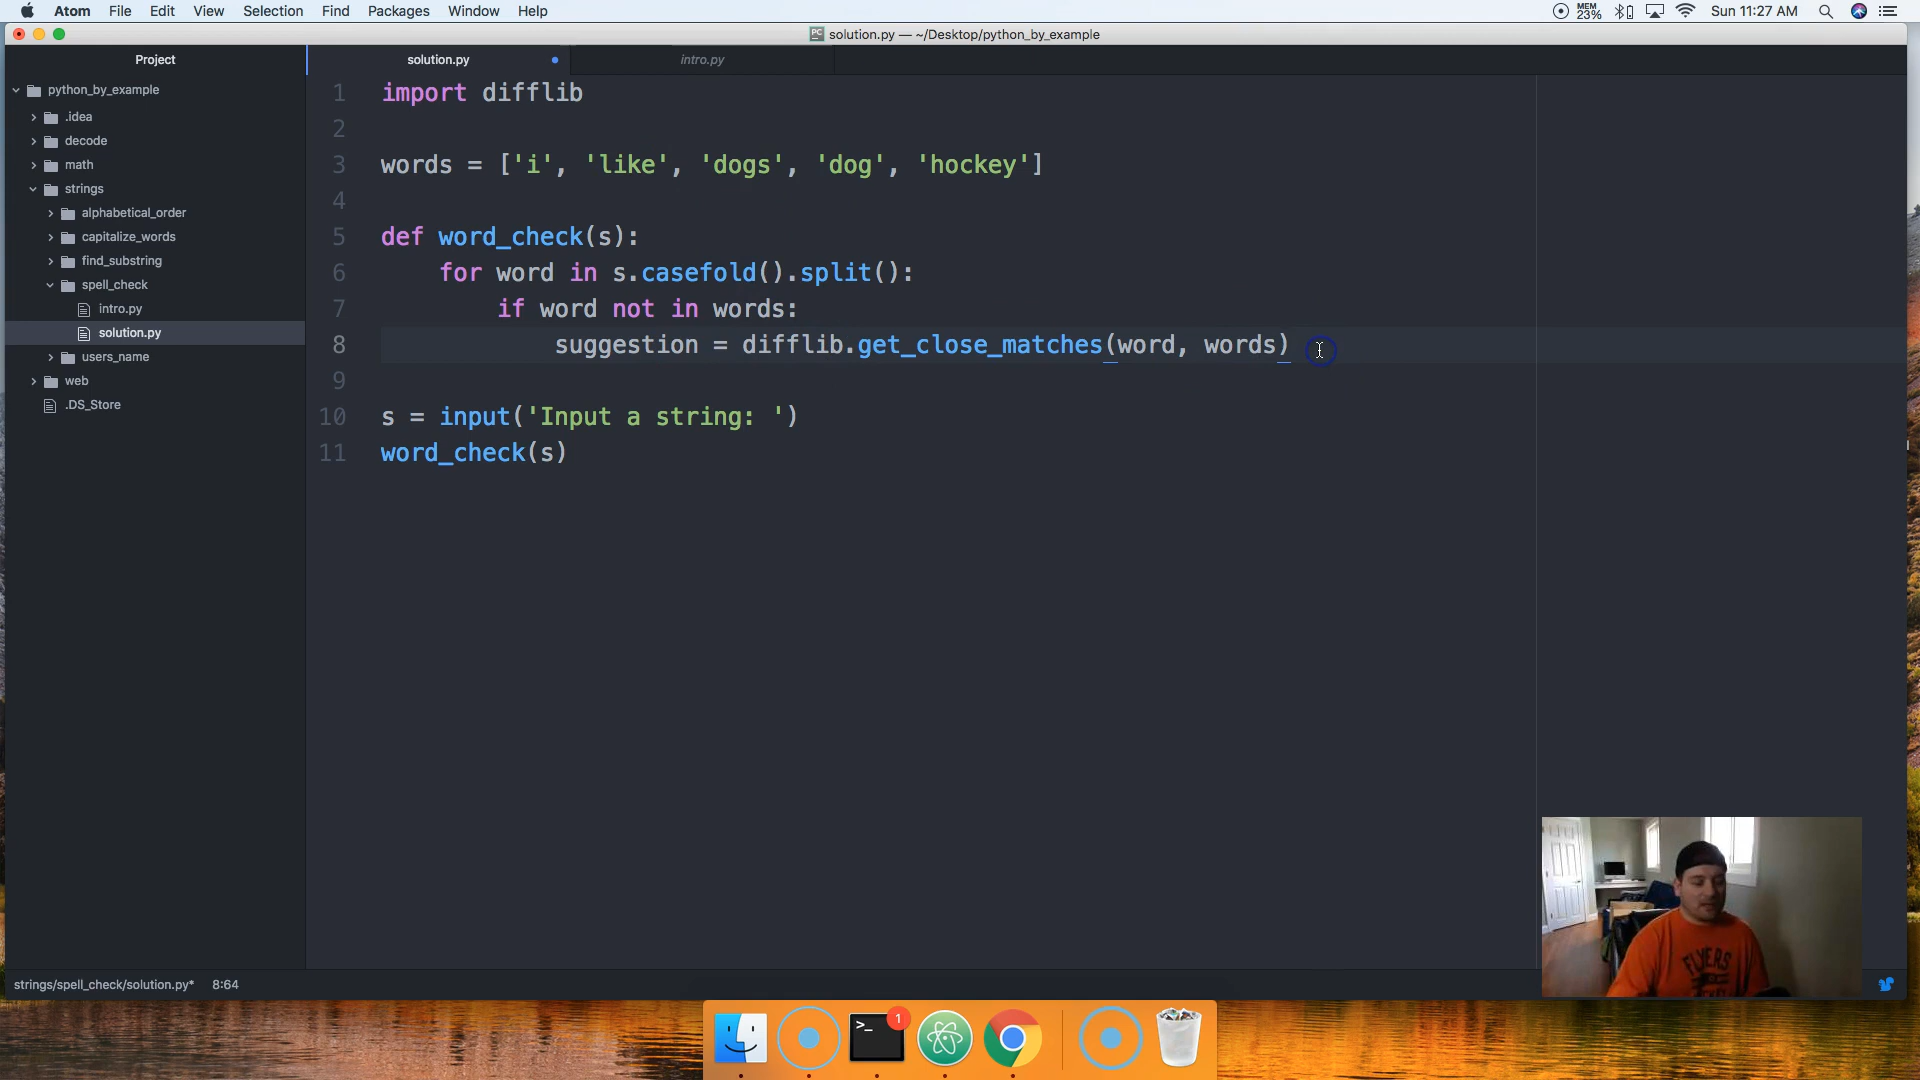 Atom File Edit View Selection Find Packages Window Help
MEM 23% Sun 11:27 AM
solution.py — ~/Desktop/python_by_example
Project
python_by_example
.idea
decode
math
strings
alphabetical_order
capitalize_words
find_substring
spell_check
intro.py
solution.py
users_name
web
.DS_Store
solution.py intro.py
1 import difflib
2
3 words = ['i', 'like', 'dogs', 'dog', 'hockey']
4
5 def word_check(s):
6 for word in s.casefold().split():
7 if word not in words:
8 suggestion = difflib.get_close_matches(word, words)
9
10 s = input('Input a string: ')
11 word_check(s)
FLYERS
strings/spell_check/solution.py* 8:64
>_ 1